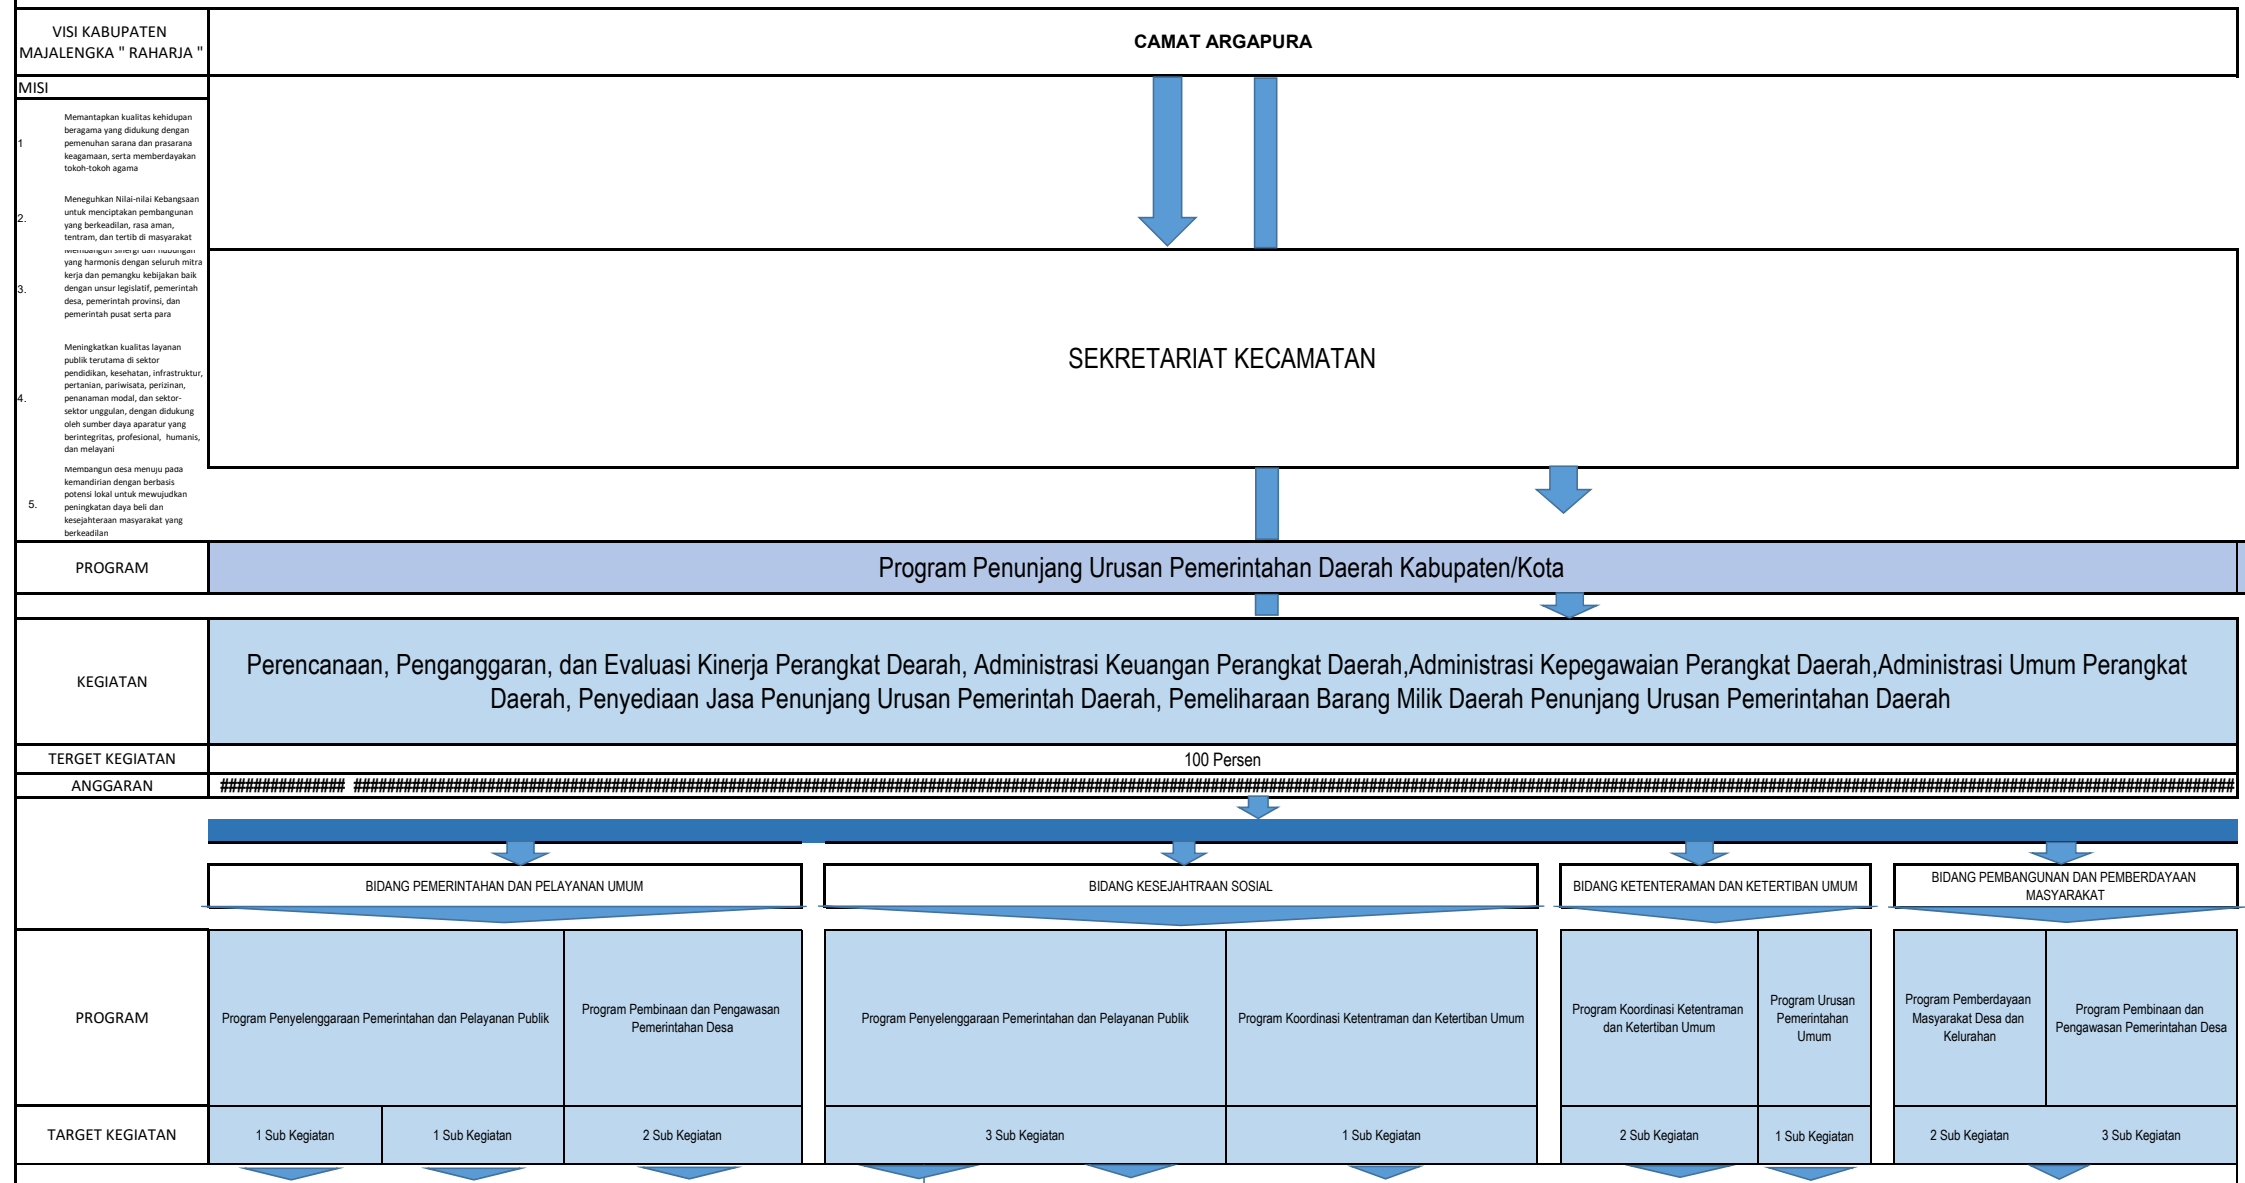 VISI KABUPATEN
MAJALENGKA " RAHARJA "
CAMAT ARGAPURA
MISI
1
Memantapkan kualitas kehidupan
beragama yang didukung dengan
pemenuhan sarana dan prasarana
keagamaan, serta memberdayakan
tokoh-tokoh agama
2.
Meneguhkan Nilai-nilai Kebangsaan
untuk menciptakan pembangunan
yang berkeadilan, rasa aman,
tentram, dan tertib di masyarakat
3.
Membangun sinergi dan hubungan
yang harmonis dengan seluruh mitra
kerja dan pemangku kebijakan baik
dengan unsur legislatif, pemerintah
desa, pemerintah provinsi, dan
pemerintah pusat serta para
SEKRETARIAT KECAMATAN
4.
Meningkatkan kualitas layanan
publik terutama di sektor
pendidikan, kesehatan, infrastruktur,
pertanian, pariwisata, perizinan,
penanaman modal, dan sektor-
sektor unggulan, dengan didukung
oleh sumber daya aparatur yang
berintegritas, profesional, humanis,
dan melayani
5.
Membangun desa menuju pada
kemandirian dengan berbasis
potensi lokal untuk mewujudkan
peningkatan daya beli dan
kesejahteraan masyarakat yang
berkeadilan
PROGRAM
Program Penunjang Urusan Pemerintahan Daerah Kabupaten/Kota
KEGIATAN
Perencanaan, Penganggaran, dan Evaluasi Kinerja Perangkat Dearah, Administrasi Keuangan Perangkat Daerah,Administrasi Kepegawaian Perangkat Daerah,Administrasi Umum Perangkat
Daerah, Penyediaan Jasa Penunjang Urusan Pemerintah Daerah, Pemeliharaan Barang Milik Daerah Penunjang Urusan Pemerintahan Daerah
TERGET KEGIATAN
100 Persen
ANGGARAN
BIDANG PEMERINTAHAN DAN PELAYANAN UMUM
BIDANG KESEJAHTRAAN SOSIAL
BIDANG KETENTERAMAN DAN KETERTIBAN UMUM
BIDANG PEMBANGUNAN DAN PEMBERDAYAAN
MASYARAKAT
PROGRAM
Program Penyelenggaraan Pemerintahan dan Pelayanan Publik
Program Pembinaan dan Pengawasan
Pemerintahan Desa
Program Penyelenggaraan Pemerintahan dan Pelayanan Publik
Program Koordinasi Ketentraman dan Ketertiban Umum
Program Koordinasi Ketentraman
dan Ketertiban Umum
Program Urusan
Pemerintahan
Umum
Program Pemberdayaan
Masyarakat Desa dan
Kelurahan
Program Pembinaan dan
Pengawasan Pemerintahan Desa
TARGET KEGIATAN
1 Sub Kegiatan
1 Sub Kegiatan
2 Sub Kegiatan
3 Sub Kegiatan
1 Sub Kegiatan
2 Sub Kegiatan
1 Sub Kegiatan
2 Sub Kegiatan
3 Sub Kegiatan